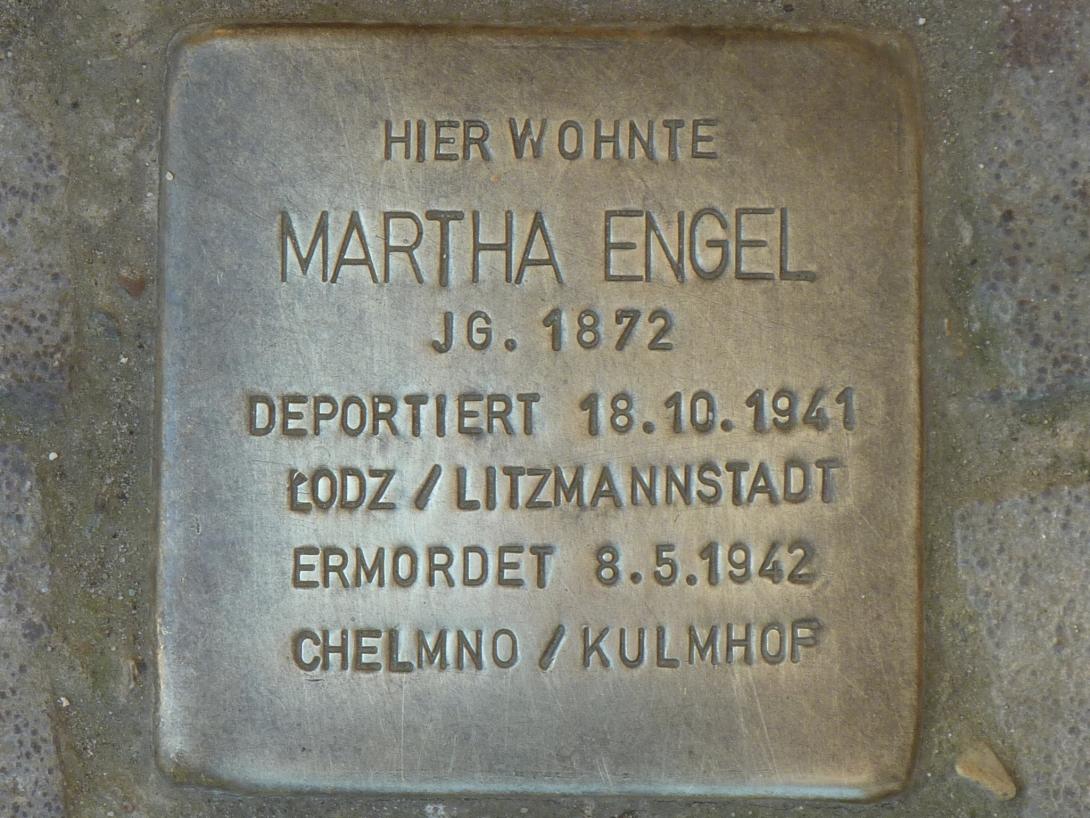 HIER WOHNTE
MARTHA ENGEL
JG. 1872
DEPORTIERT 18.10.1941
ŁODZ / LITZMANNSTADT
ERMORDET 8.5.1942
CHELMNO / KULMHOF